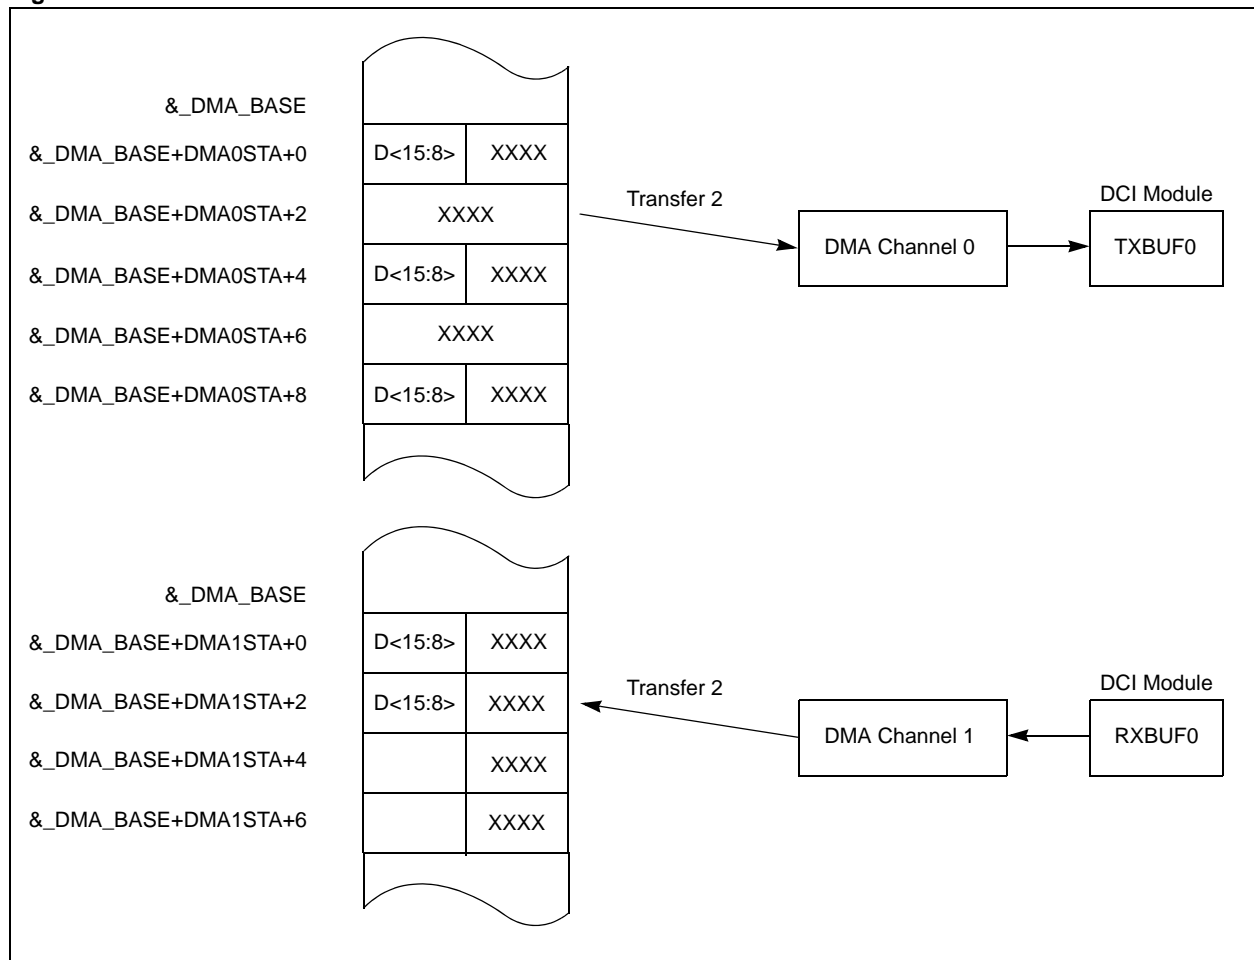 &_DMA_BASE
&_DMA_BASE+DMA0STA+0 D<15:8> XXXX
&_DMA_BASE+DMA0STA+2 XXXX
&_DMA_BASE+DMA0STA+4 D<15:8> XXXX
&_DMA_BASE+DMA0STA+6 XXXX
&_DMA_BASE+DMA0STA+8 D<15:8> XXXX
Transfer 2
DMA Channel 0
DCI Module
TXBUF0
&_DMA_BASE
&_DMA_BASE+DMA1STA+0 D<15:8> XXXX
&_DMA_BASE+DMA1STA+2 D<15:8> XXXX
&_DMA_BASE+DMA1STA+4 XXXX
&_DMA_BASE+DMA1STA+6 XXXX
Transfer 2
DMA Channel 1
DCI Module
RXBUF0